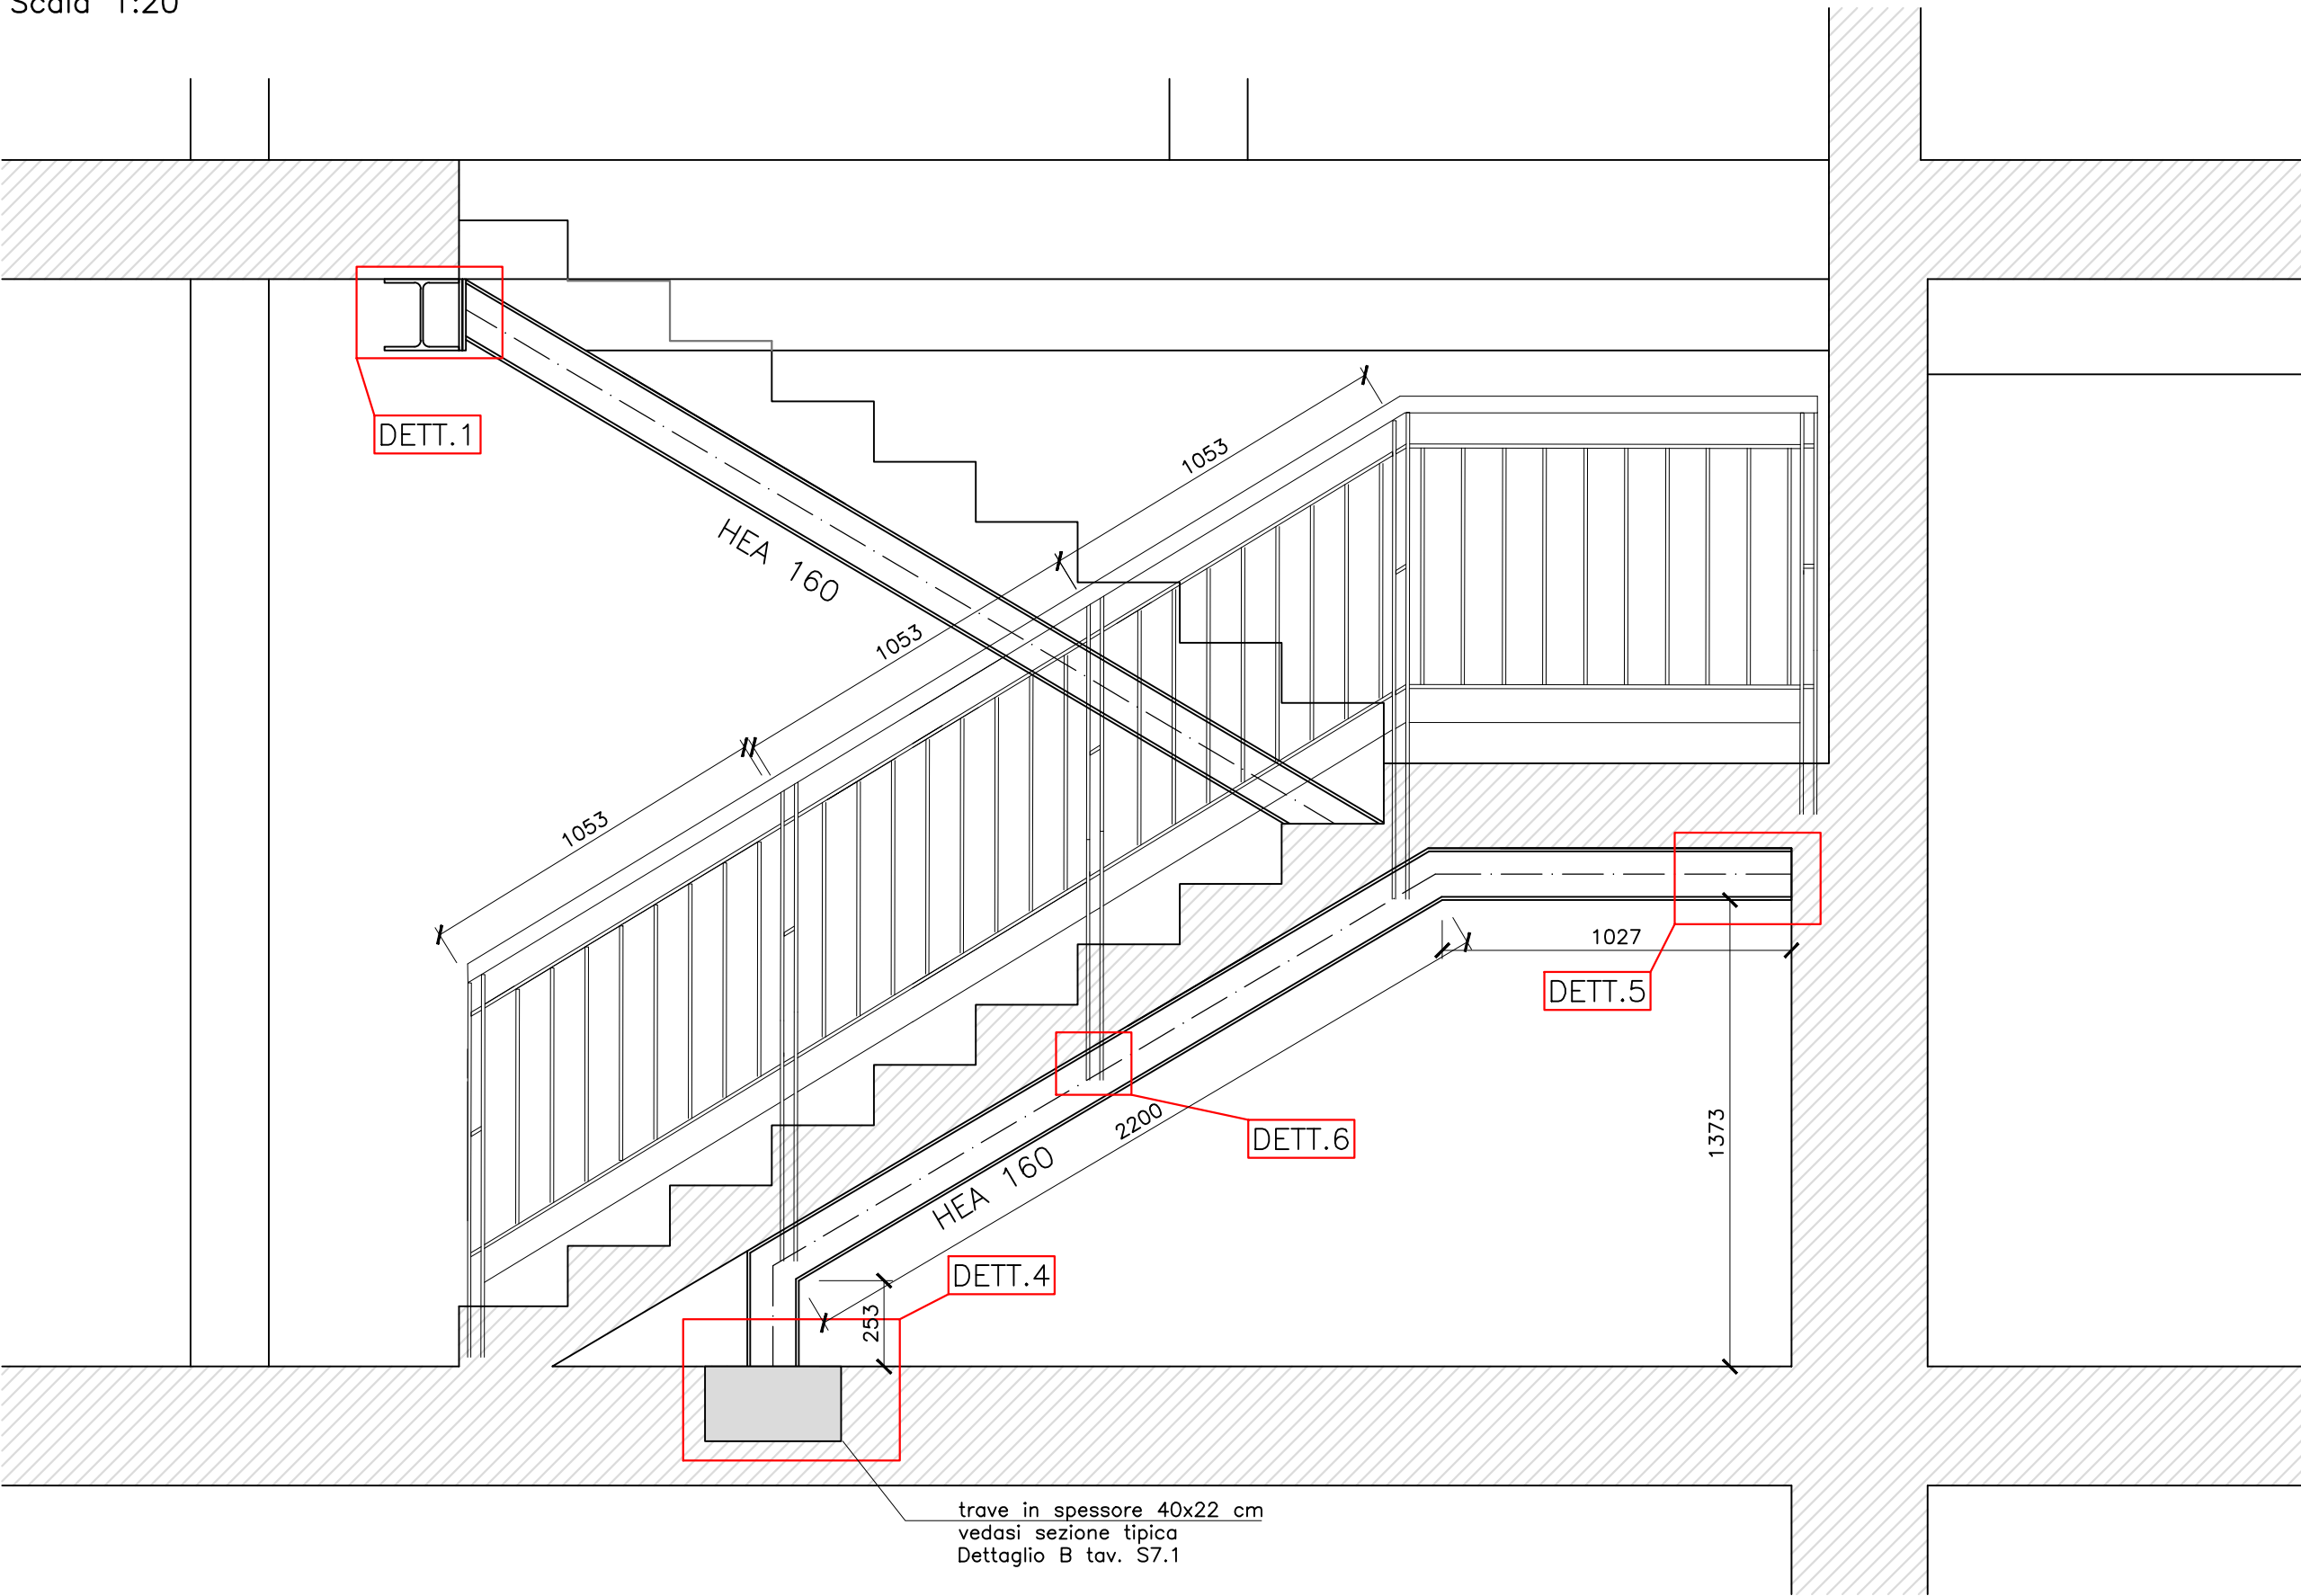 Scala 1:20
DETT.1
1053
HEA 160
1053
1053
1027
DETT.5
DETT.6
2200
1373
HEA 160
DETT.4
253
trave in spessore 40x22 cm
vedasi sezione tipica
Dettaglio B tav. S7.1